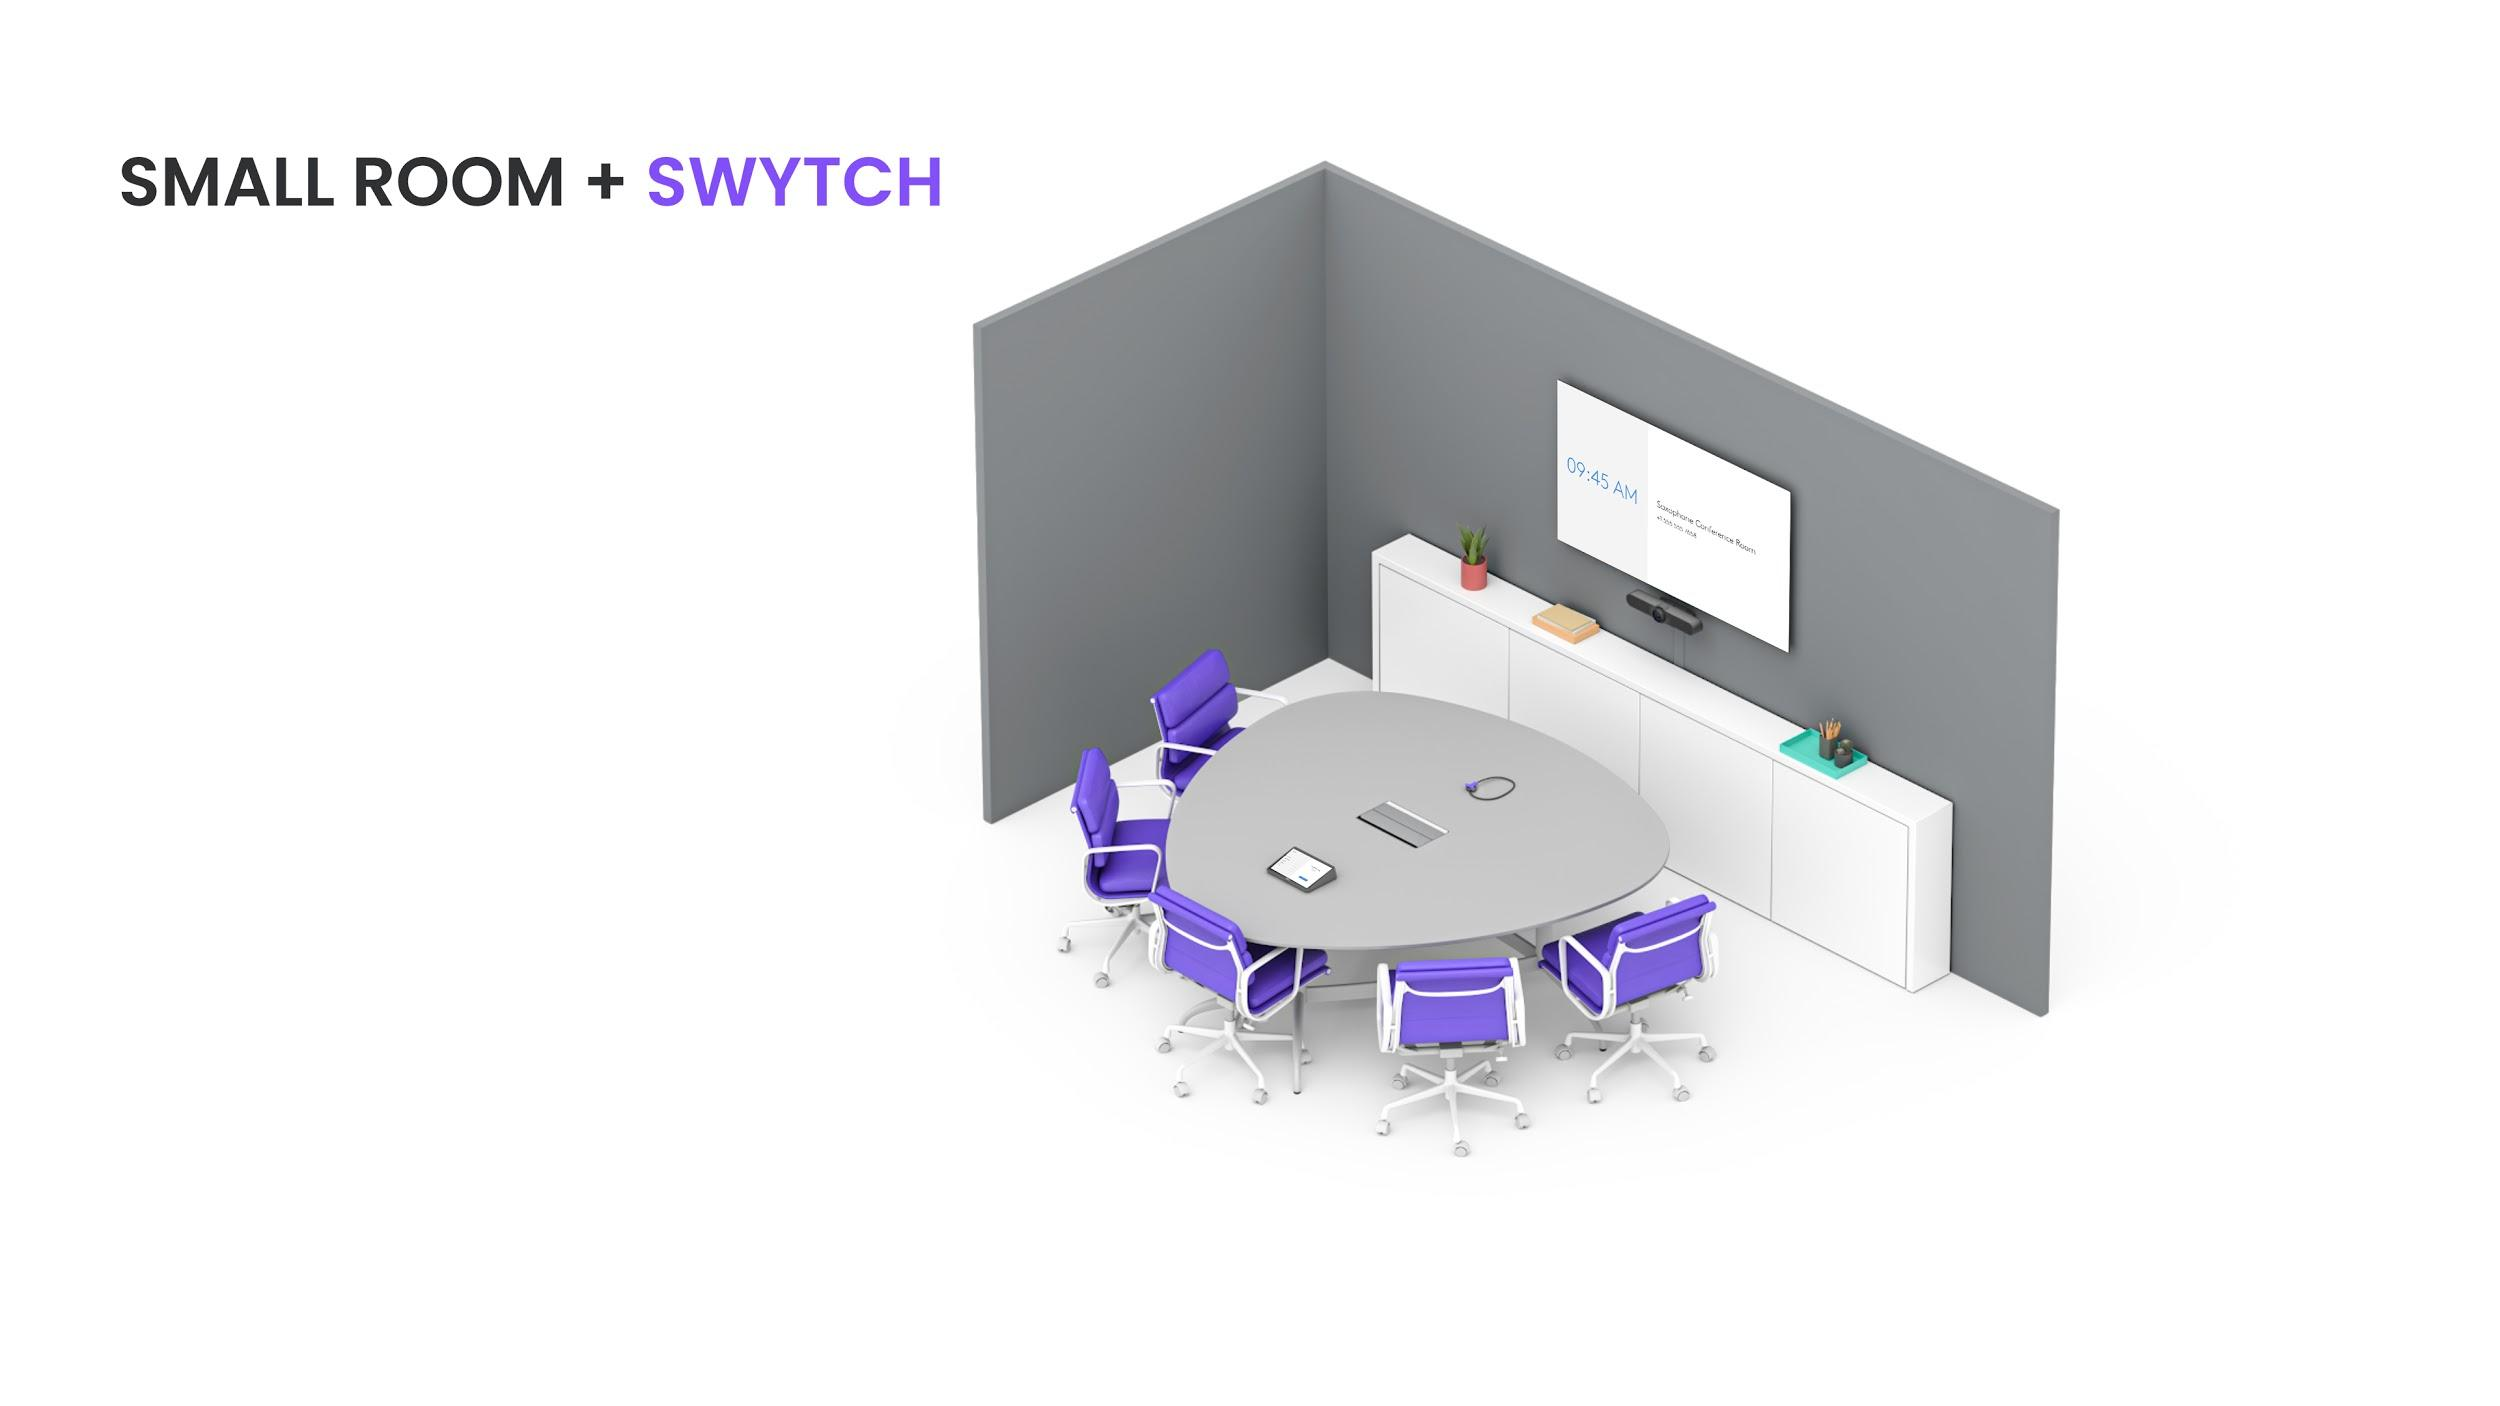 SMALL ROOM + SWYTCH
09:45 AM
Saxophone Conference Room